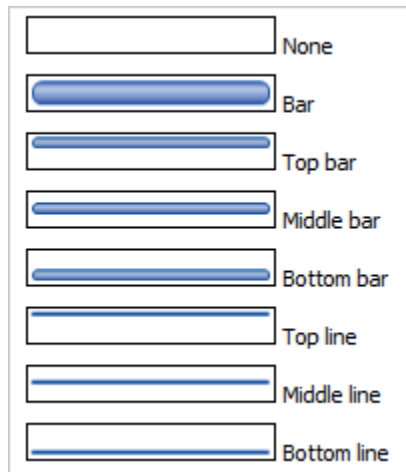 None
Bar
Top bar
Middle bar
Bottom bar
Top line
Middle line
Bottom line